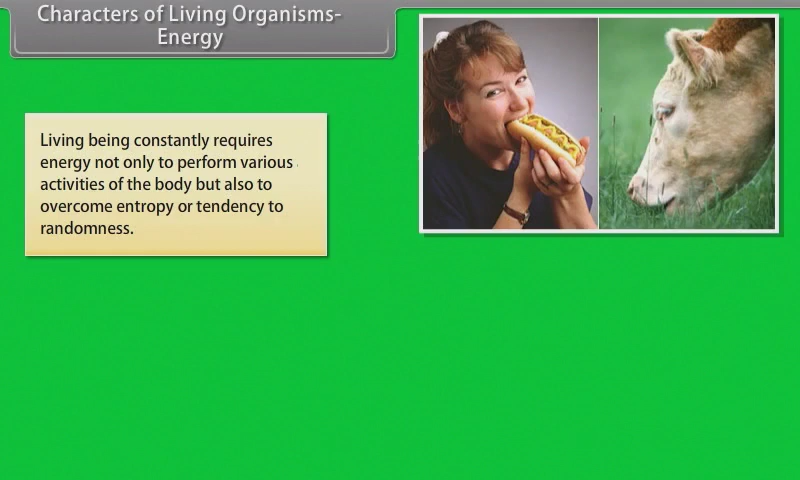 Characters of Living Organisms-
Energy
Living being constantly requires
energy not only to perform various
activities of the body but also to
overcome entropy or tendency to
randomness.